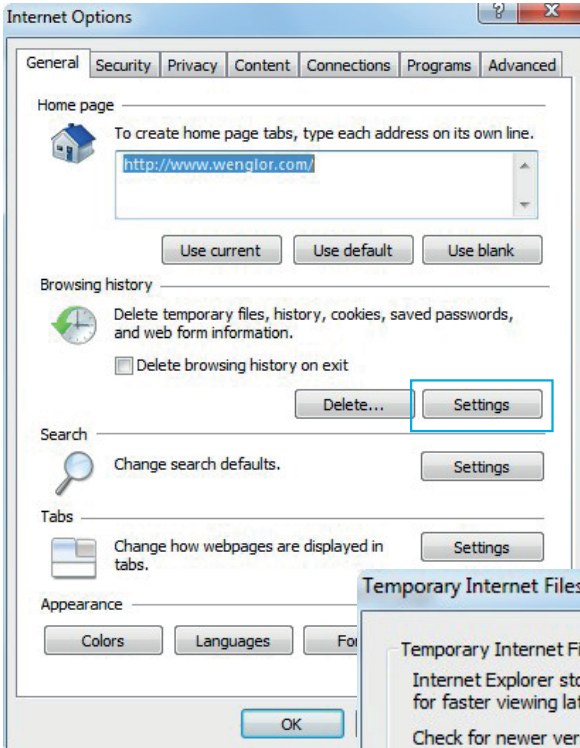 Internet Options
? X
General Security Privacy Content Connections Programs Advanced
Home page
To create home page tabs, type each address on its own line.
http://www.wenglor.com/
Use current Use default Use blank
Browsing history
Delete temporary files, history, cookies, saved passwords,
and web form information.
Delete browsing history on exit
Delete... Settings
Search
Change search defaults.
Settings
Tabs
Change how webpages are displayed in
tabs.
Settings
Appearance
Colors Languages
OK
Temporary Internet Files
Temporary Internet
Internet Explorer
for faster viewing
Check for newer